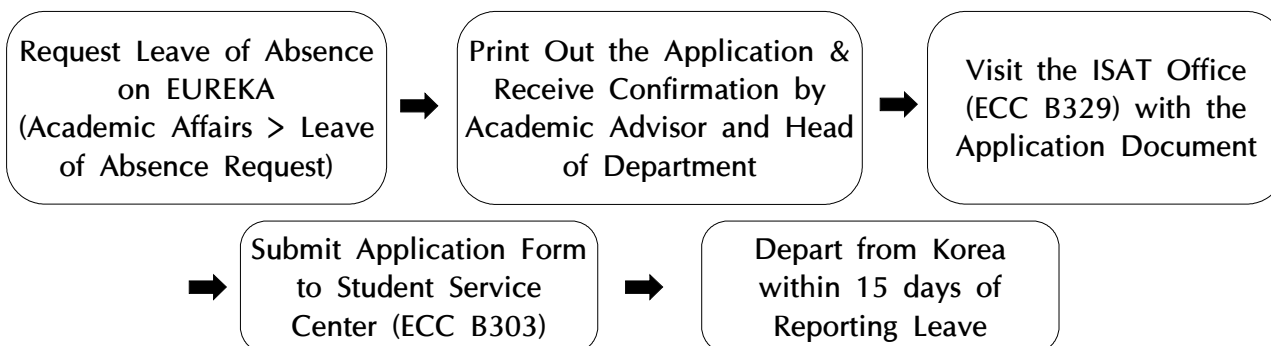 Request Leave of Absence
on EUREKA
(Academic Affairs > Leave
of Absence Request)
Print Out the Application &
Receive Confirmation by
Academic Advisor and Head
of Department
Visit the ISAT Office
(ECC B329) with the
Application Document
Submit Application Form
to Student Service
Center (ECC B303)
Depart from Korea
within 15 days of
Reporting Leave